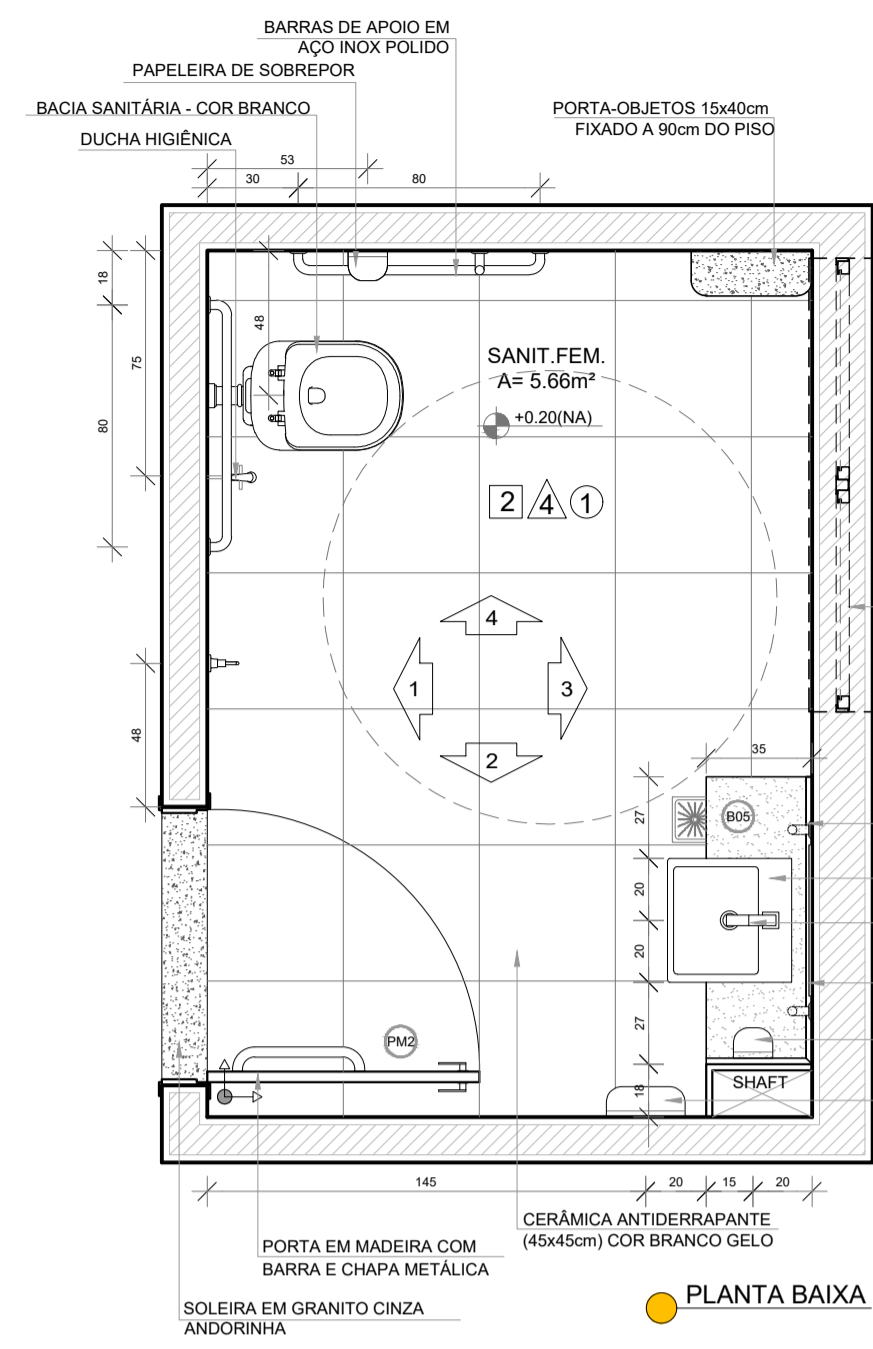 BARRAS DE APOIO EM
AÇO INOX POLIDO
PAPELEIRA DE SOBREPOR
BACIA SANITÁRIA - COR BRANCO
DUCHA HIGIÊNICA
PORTA-OBJETOS 15x40cm
FIXADO A 90cm DO PISO
53
30
80
18
75
80
48
48
SANIT.FEM.
A= 5.66m²
+0.20(NA)
2 4 1
4
1
3
2
35
27
B05
20
20
27
18
PM2
SHAFT
145
20
15
20
CERÂMICA ANTIDERRAPANTE
(45x45cm) COR BRANCO GELO
PORTA EM MADEIRA COM
BARRA E CHAPA METÁLICA
SOLEIRA EM GRANITO CINZA
ANDORINHA
PLANTA BAIXA